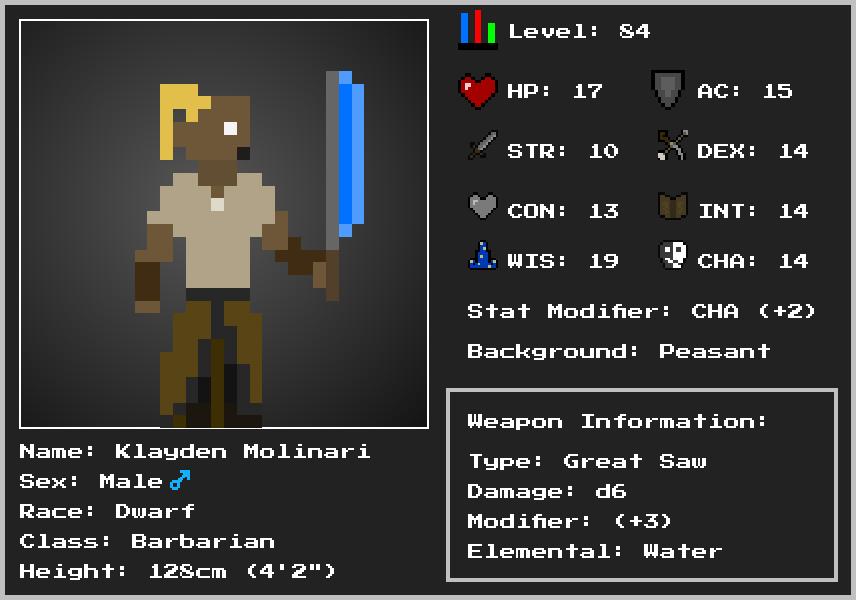 Level: 84
HP: 17
AC: 15
STR: 10
DEX: 14
CON: 13
INT: 14
WIS: 19
CHA: 14
Stat Modifier: CHA (+2)
Background: Peasant
Name: Klayden Molinari
Sex: Male♂
Race: Dwarf
Class: Barbarian
Height: 128cm (4'2")
Weapon Information:
Type: Great Saw
Damage: d6
Modifier: (+3)
Elemental: Water